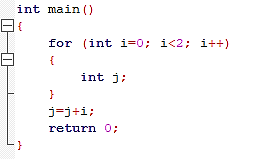 int main()
{
for (int i=0; i<2; i++)
{
int j;
}
j=j+i;
return 0;
}